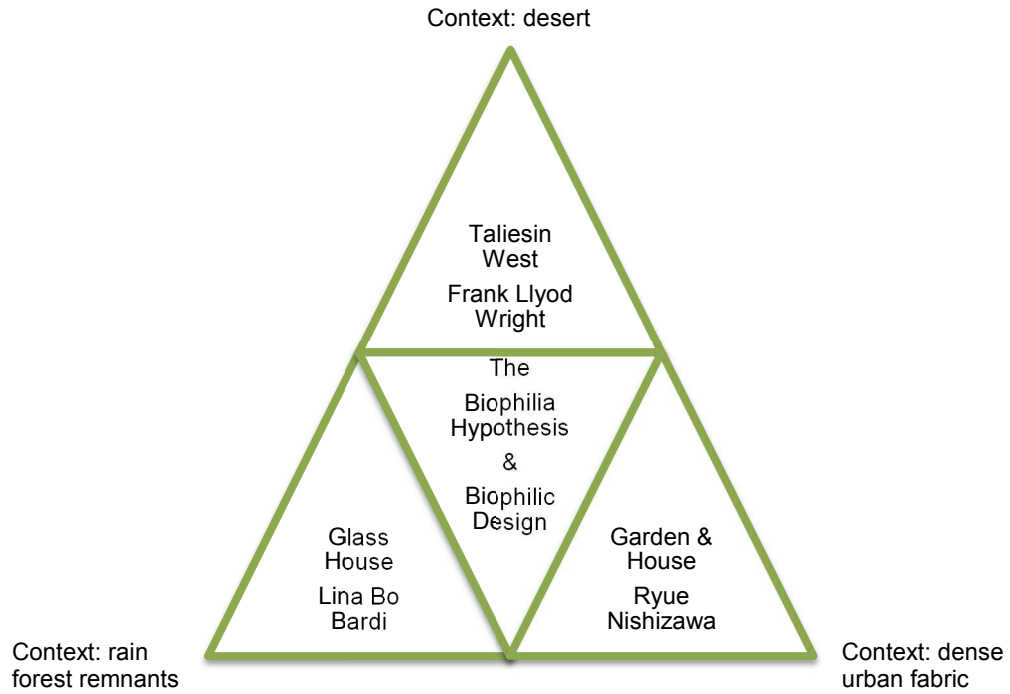 Context: desert
Taliesin
West
Frank Llyod
Wright
The
Biophilia
Hypothesis
&
Biophilic
Design
Glass
House
Lina Bo
Bardi
Garden &
House
Ryue
Nishizawa
Context: rain
forest remnants
Context: dense
urban fabric